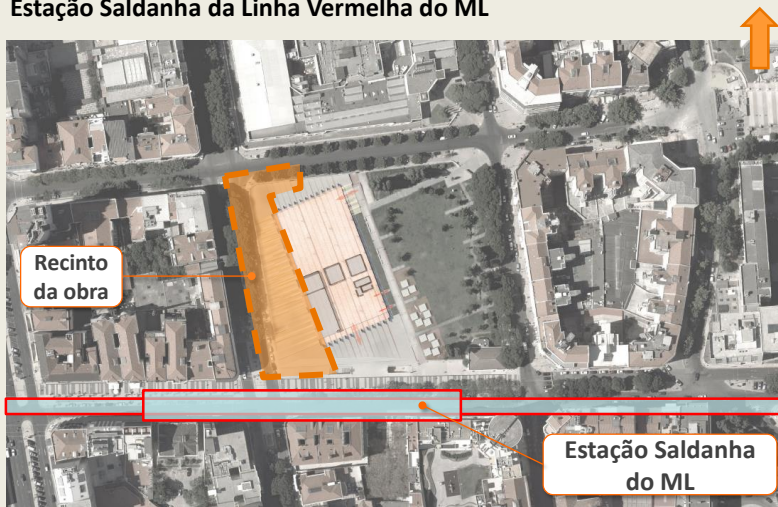 Estação Saldanha da Linha Vermelha do ML
Recinto
da obra
Estação Saldanha
do ML